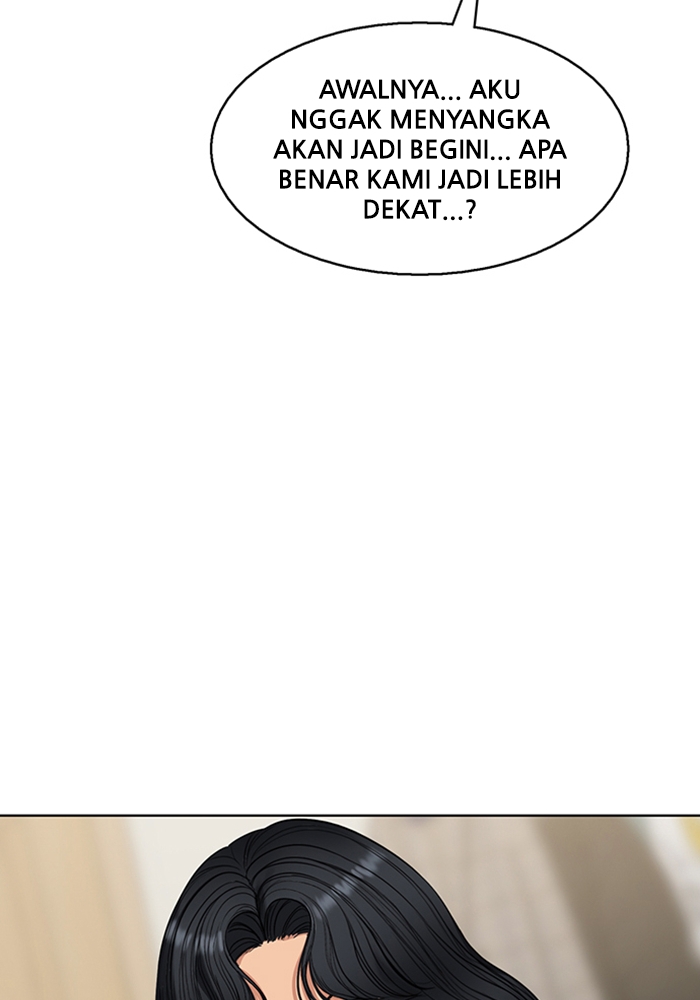 AWALNYA... AKU
NGGAK MENYANGKA
AKAN JADI BEGINI... APA
BENAR KAMI JADI LEBIH
DEKAT...?